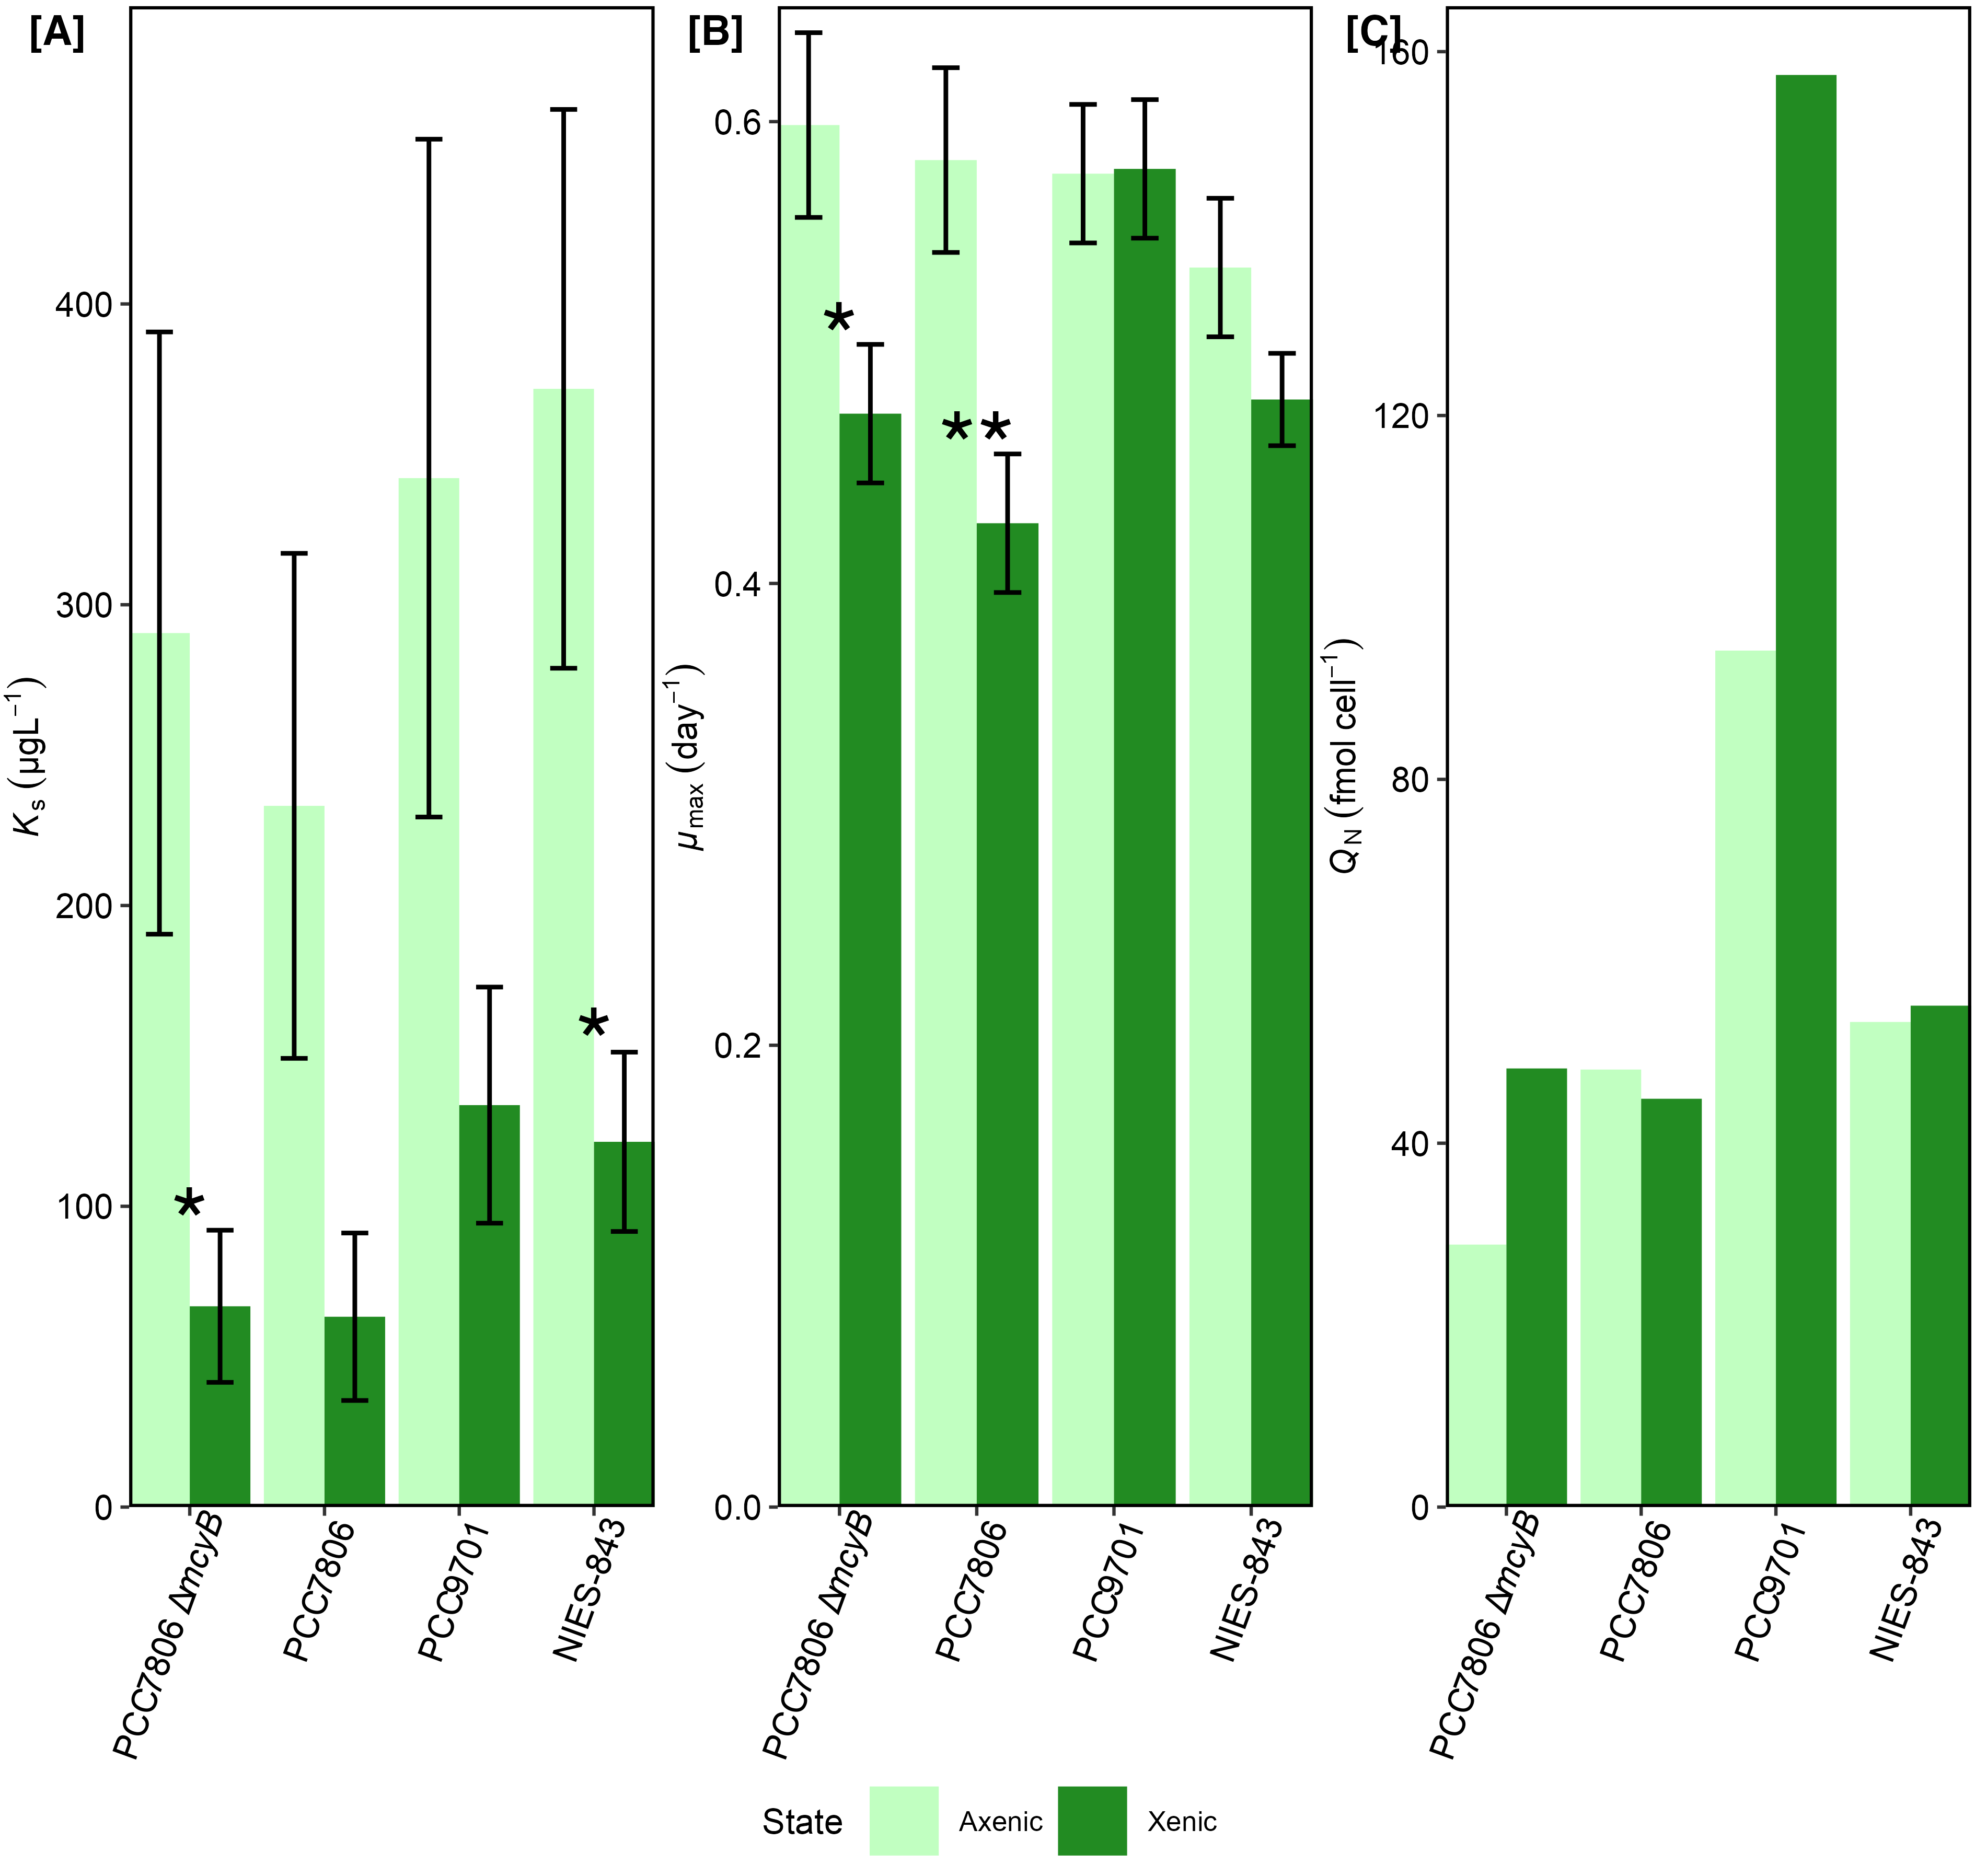 [A]
[B]
[C]
400
300
200
100
0
Ks (µgL−1)
0.6
0.4
0.2
0.0
μmax (day−1)
160
120
80
40
0
QN (fmol cell−1)
*
*
*
**
PCC7806 ΔmcyB
PCC7806
PCC9701
NIES-843
PCC7806 ΔmcyB
PCC7806
PCC9701
NIES-843
PCC7806 ΔmcyB
PCC7806
PCC9701
NIES-843
State Axenic Xenic